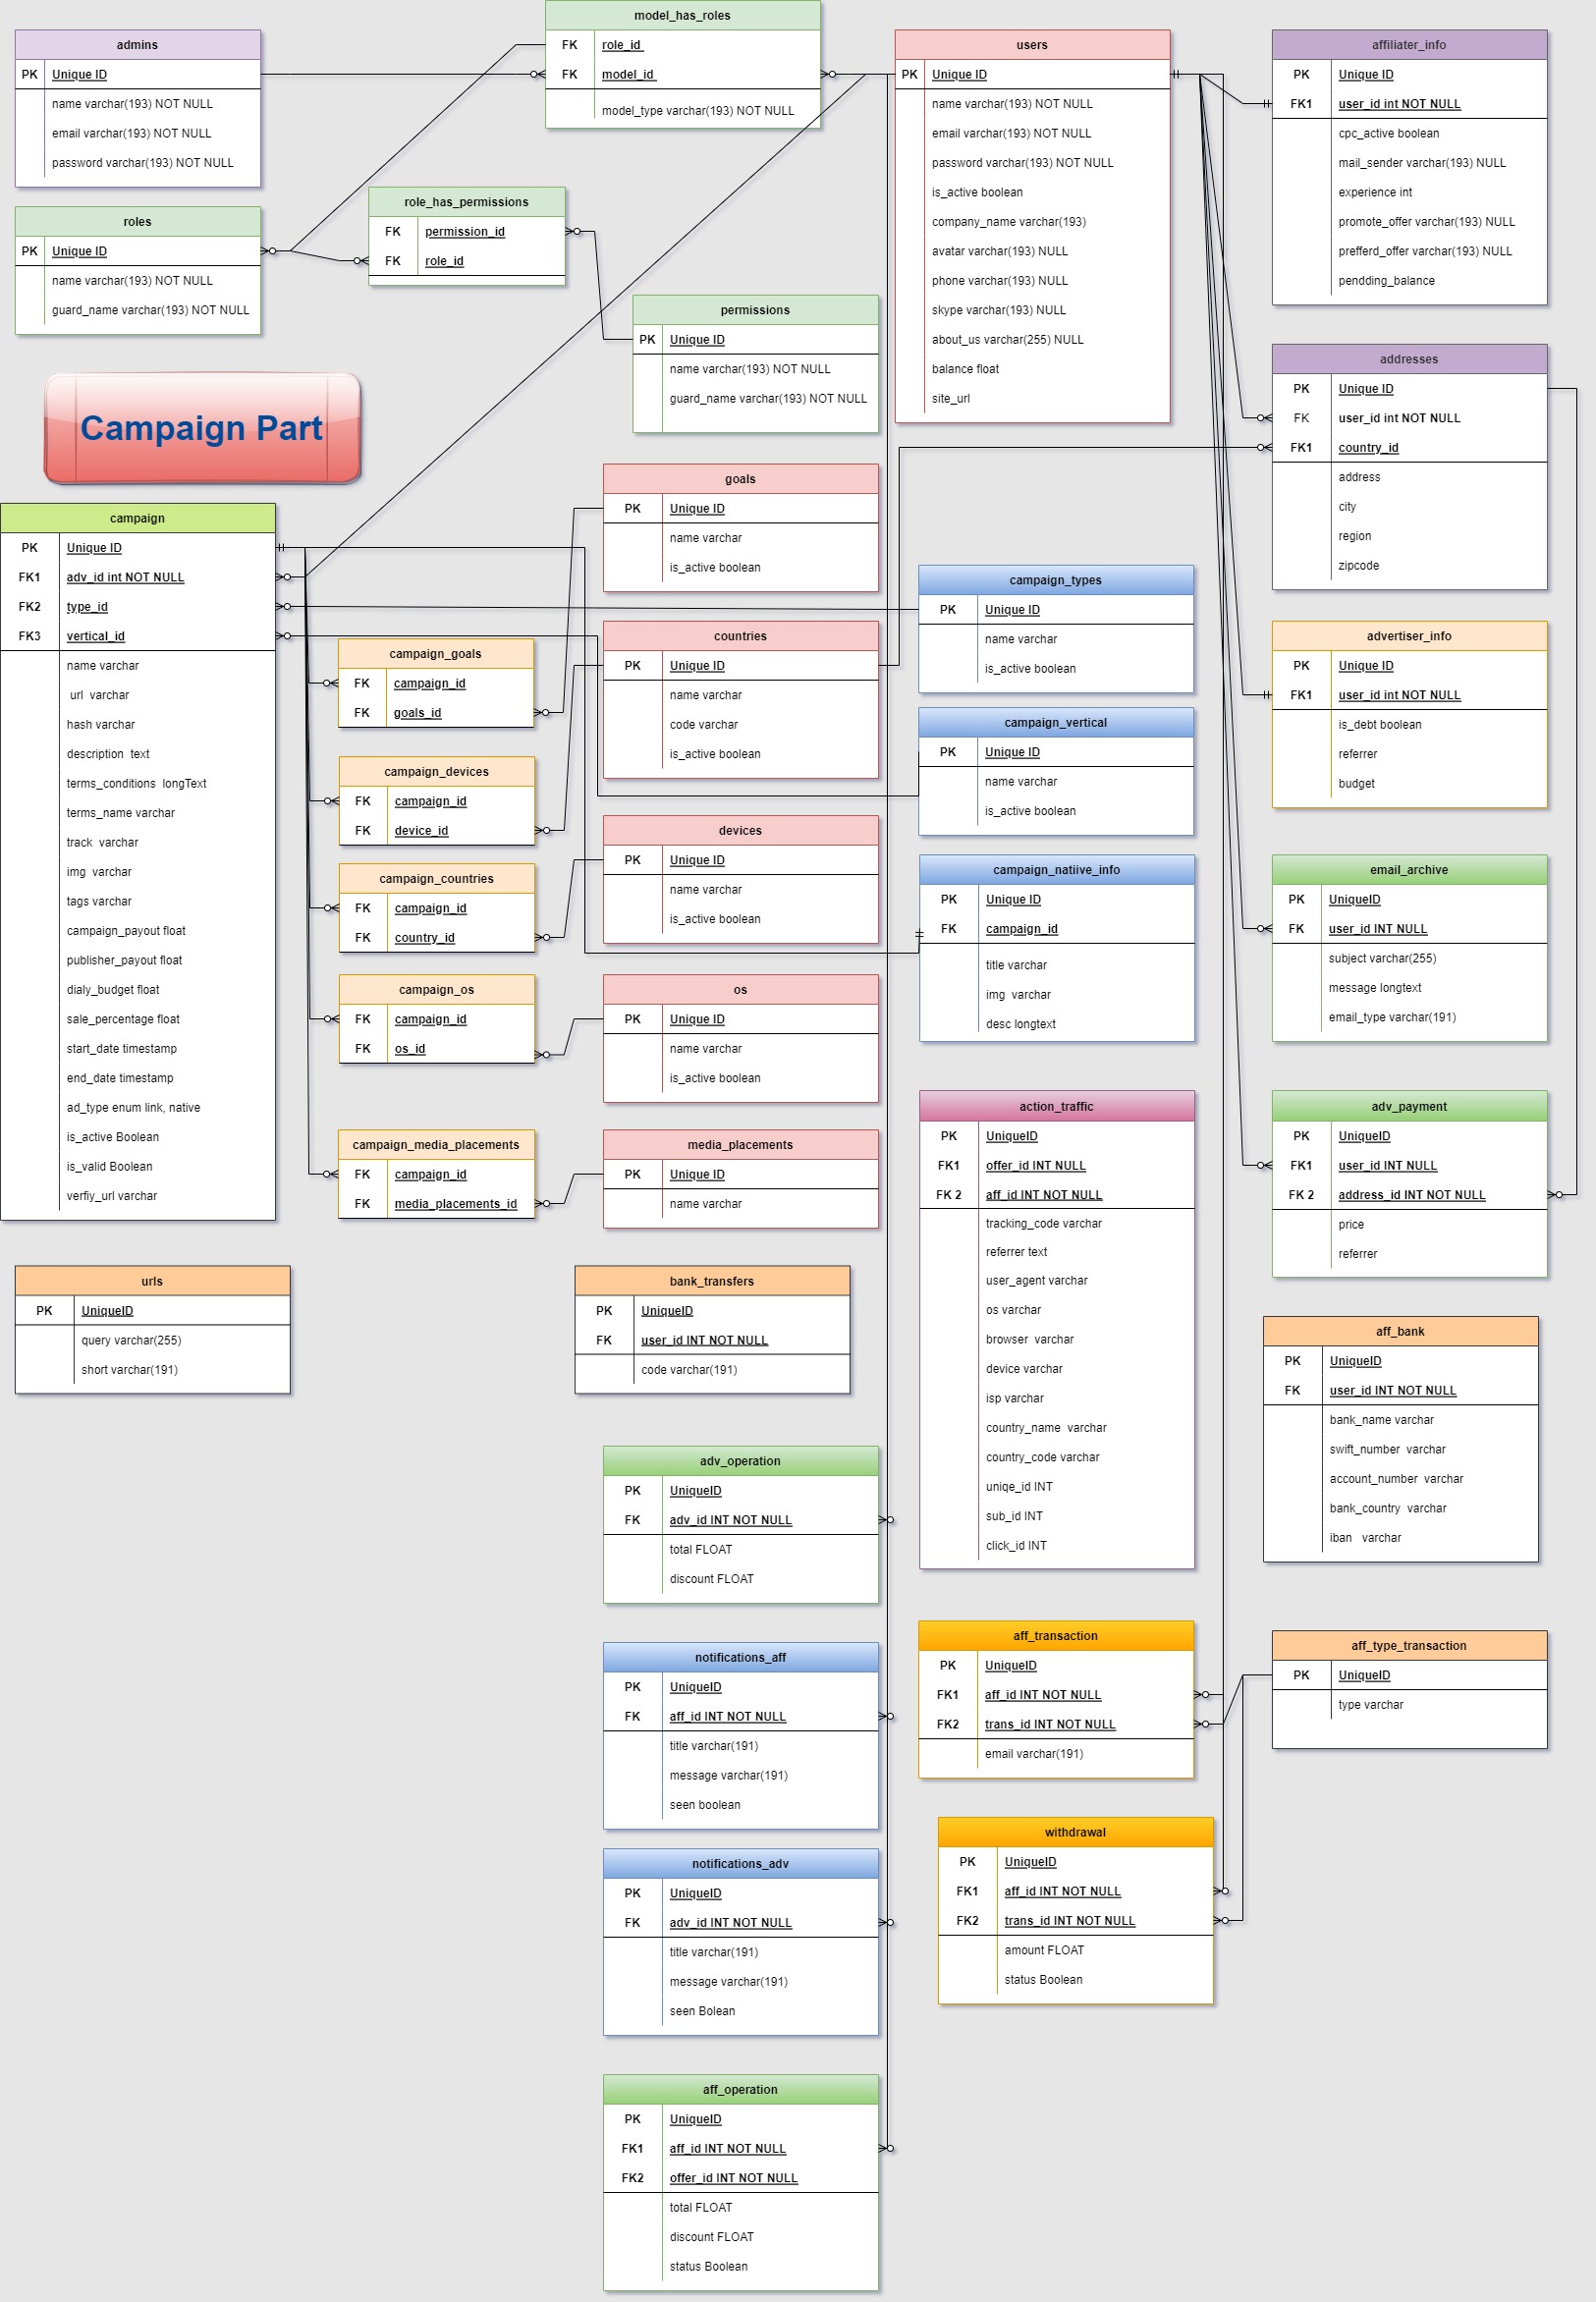 model_has_roles
FK role_id
FK model_id
model_type varchar(193) NOT NULL
admins
PK Unique ID
name varchar(193) NOT NULL
email varchar(193) NOT NULL
password varchar(193) NOT NULL
users
PK Unique ID
name varchar(193) NOT NULL
email varchar(193) NOT NULL
password varchar(193) NOT NULL
is_active boolean
company_name varchar(193)
avatar varchar(193) NULL
phone varchar(193) NULL
skype varchar(193) NULL
about_us varchar(255) NULL
balance float
site_url
affiliater_info
PK Unique ID
FK1 user_id int NOT NULL
cpc_active boolean
mail_sender varchar(193) NULL
experience int
promote_offer varchar(193) NULL
prefferd_offer varchar(193) NULL
pendding_balance
roles
PK Unique ID
name varchar(193) NOT NULL
guard_name varchar(193) NOT NULL
role_has_permissions
FK permission_id
FK role_id
permissions
PK Unique ID
name varchar(193) NOT NULL
guard_name varchar(193) NOT NULL
addresses
PK Unique ID
FK user_id int NOT NULL
FK1 country_id
address
city
region
zipcode
Campaign Part
campaign
PK Unique ID
FK1 adv_id int NOT NULL
FK2 type_id
FK3 vertical_id
name varchar
url varchar
hash varchar
description text
terms_conditions longText
terms_name varchar
track varchar
img varchar
tags varchar
campaign_payout float
publisher_payout float
dialy_budget float
sale_percentage float
start_date timestamp
end_date timestamp
ad_type enum link, native
is_active Boolean
is_valid Boolean
verfiy_url varchar
goals
PK Unique ID
name varchar
is_active boolean
campaign_types
PK Unique ID
name varchar
is_active boolean
countries
PK Unique ID
name varchar
code varchar
is_active boolean
advertiser_info
PK Unique ID
FK1 user_id int NOT NULL
is_debt boolean
referrer
budget
campaign_goals
FK campaign_id
FK goals_id
campaign_vertical
PK Unique ID
name varchar
is_active boolean
campaign_devices
FK campaign_id
FK device_id
devices
PK Unique ID
name varchar
is_active boolean
campaign_natiive_info
PK Unique ID
FK campaign_id
title varchar
img varchar
desc longtext
email_archive
PK UniqueID
FK user_id INT NULL
subject varchar(255)
message longtext
email_type varchar(191)
campaign_countries
FK campaign_id
FK country_id
campaign_os
FK campaign_id
FK os_id
os
PK Unique ID
name varchar
is_active boolean
action_traffic
PK UniqueID
FK1 offer_id INT NULL
FK 2 aff_id INT NOT NULL
tracking_code varchar
referrer text
user_agent varchar
os varchar
browser varchar
device varchar
isp varchar
country_name varchar
country_code varchar
uniqe_id INT
sub_id INT
click_id INT
adv_payment
PK UniqueID
FK1 user_id INT NULL
FK 2 address_id INT NOT NULL
price
referrer
campaign_media_placements
FK campaign_id
FK media_placements_id
media_placements
PK Unique ID
name varchar
urls
PK UniqueID
query varchar(255)
short varchar(191)
bank_transfers
PK UniqueID
FK user_id INT NOT NULL
code varchar(191)
aff_bank
PK UniqueID
FK user_id INT NOT NULL
bank_name varchar
swift_number varchar
account_number varchar
bank_country varchar
iban varchar
adv_operation
PK UniqueID
FK adv_id INT NOT NULL
total FLOAT
discount FLOAT
aff_transaction
PK UniqueID
FK1 aff_id INT NOT NULL
FK2 trans_id INT NOT NULL
email varchar(191)
aff_type_transaction
PK UniqueID
type varchar
notifications_aff
PK UniqueID
FK aff_id INT NOT NULL
title varchar(191)
message varchar(191)
seen boolean
withdrawal
PK UniqueID
FK1 aff_id INT NOT NULL
FK2 trans_id INT NOT NULL
amount FLOAT
status Boolean
notifications_adv
PK UniqueID
FK adv_id INT NOT NULL
title varchar(191)
message varchar(191)
seen Bolean
aff_operation
PK UniqueID
FK1 aff_id INT NOT NULL
FK2 offer_id INT NOT NULL
total FLOAT
discount FLOAT
status Boolean